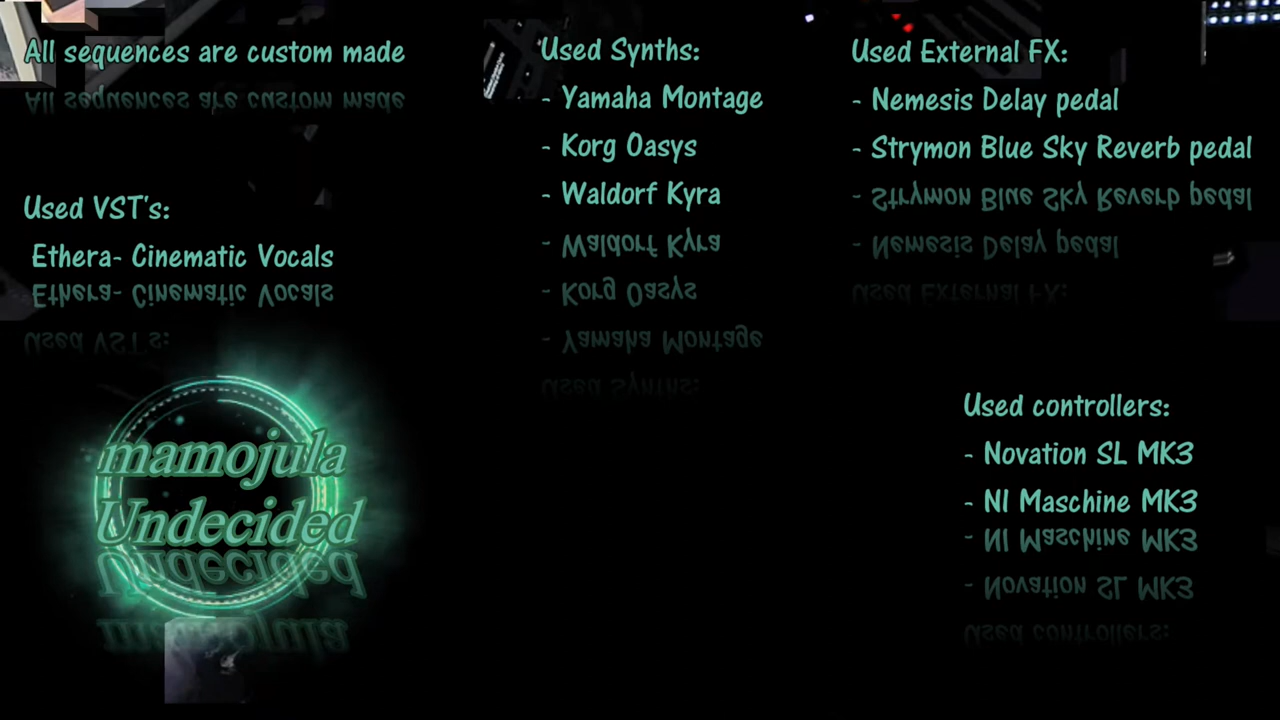 All sequences are custom made
Used VST's:
Ethera- Cinematic Vocals
mamojula
Undecided
Used Synths:
- Yamaha Montage
- Korg Oasys
- Waldorf Kyra
Used External FX:
- Nemesis Delay pedal
- Strymon Blue Sky Reverb pedal
Used controllers:
- Novation SL MK3
- NI Maschine MK3